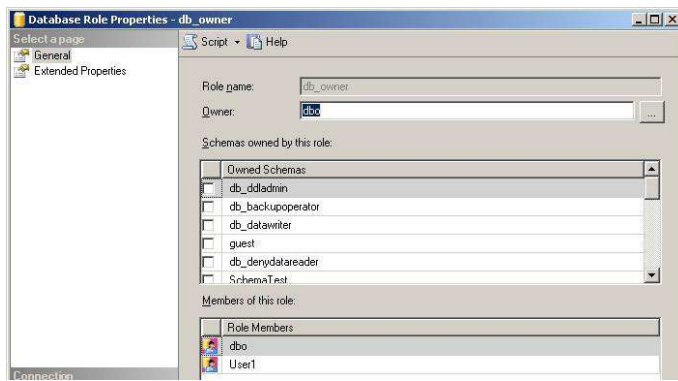 Database Role Properties - db_owner
Select a page
General
Extended Properties
Script Help
Role name: db_owner
Owner: dbo ...
Schemas owned by this role:
Owned Schemas
db_ddladmin
db_backupoperator
db_datawriter
guest
db_denydatareader
SchemaTest
Members of this role:
Role Members
dbo
User1
Connection